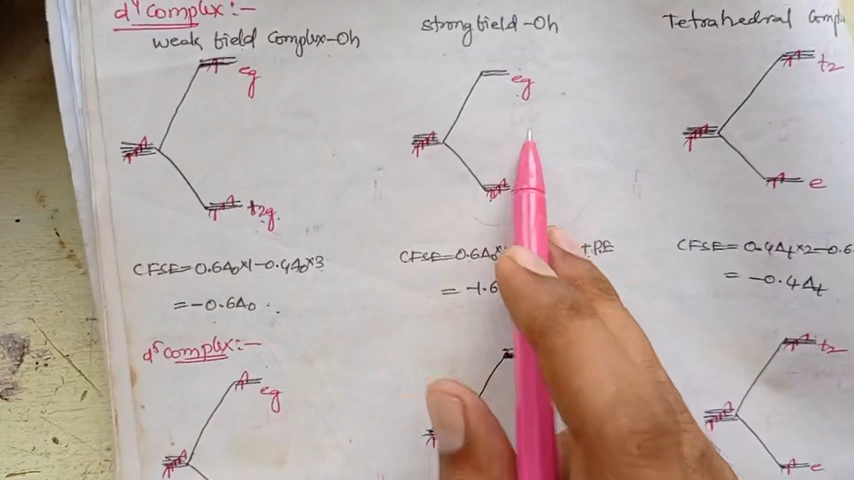 d⁴ complex:-
weak field Complex-Oh
strong field-Oh
Tetrahedral
eg
eg
t2
t2g
e
CFSE=0.6Δo×1-0.4Δo×3
=-0.6Δo
CFSE=0.6Δo
+PE
= -1.6
CFSE= 0.4Δt×2-0.6
= -0.4Δt
d⁵ complex:-
eg
t2
e